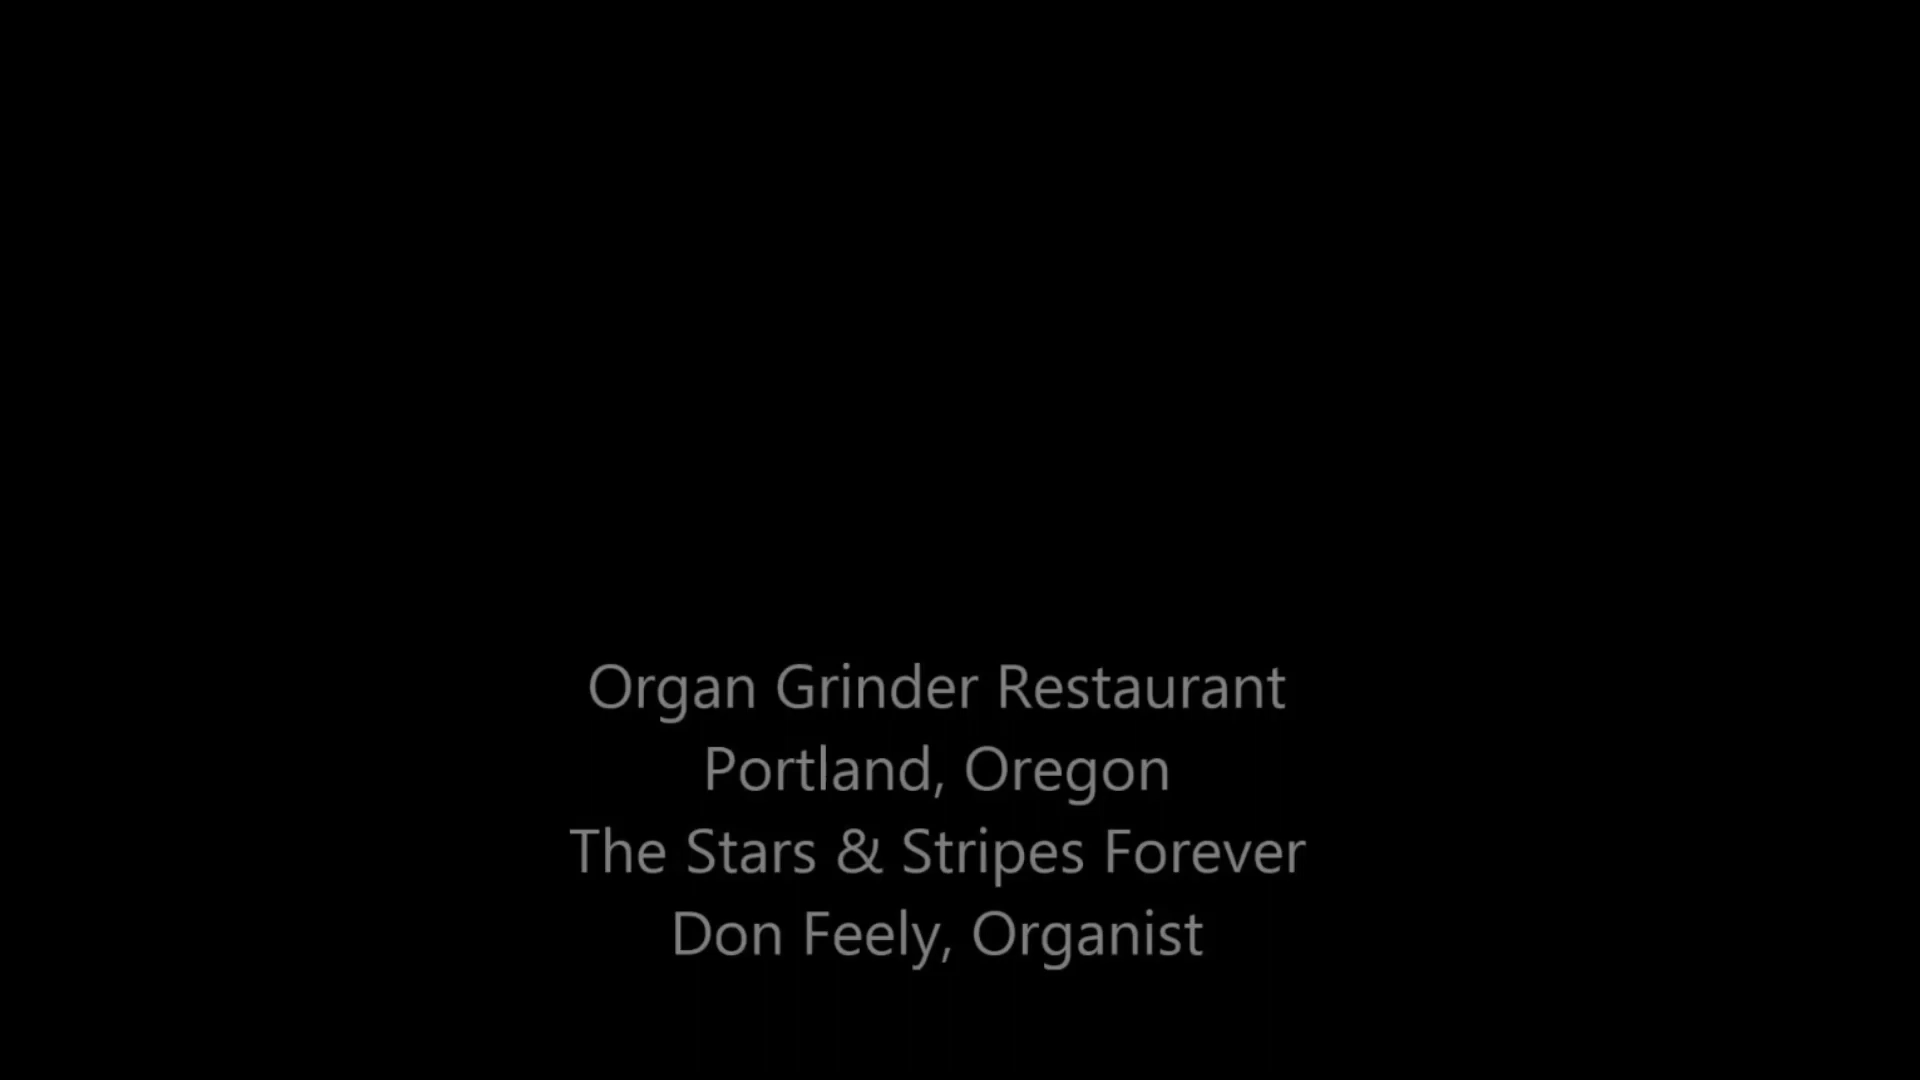 Organ Grinder Restaurant
Portland, Oregon
The Stars & Stripes Forever
Don Feely, Organist